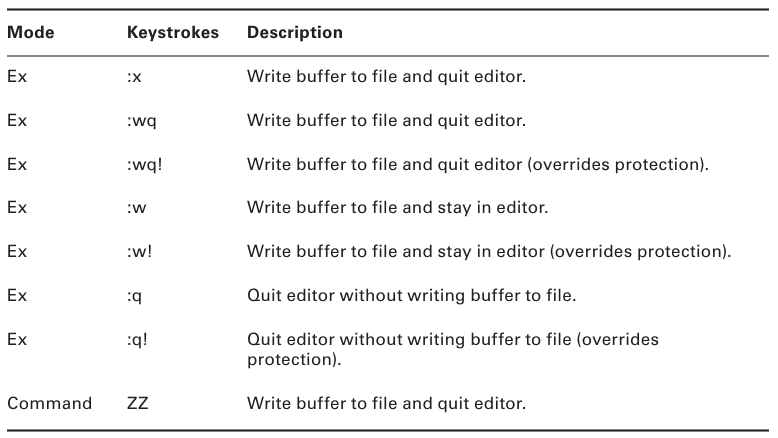 Mode Keystrokes Description
Ex :x Write buffer to file and quit editor.
Ex :wq Write buffer to file and quit editor.
Ex :wq! Write buffer to file and quit editor (overrides protection).
Ex :w Write buffer to file and stay in editor.
Ex :w! Write buffer to file and stay in editor (overrides protection).
Ex :q Quit editor without writing buffer to file.
Ex :q! Quit editor without writing buffer to file (overrides
protection).
Command ZZ Write buffer to file and quit editor.